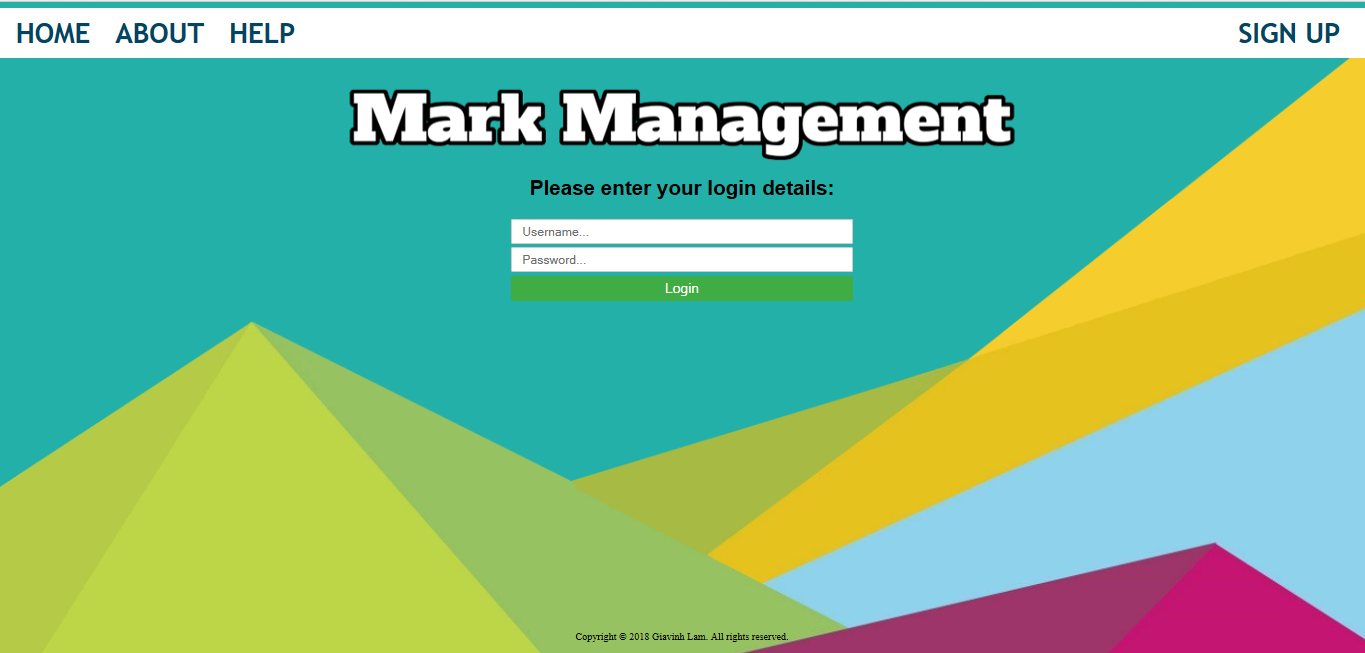 HOME ABOUT HELP SIGN UP
Mark Management
Please enter your login details:
Username...
Password...
Login
Copyright © 2018 Giavinh Lam. All rights reserved.